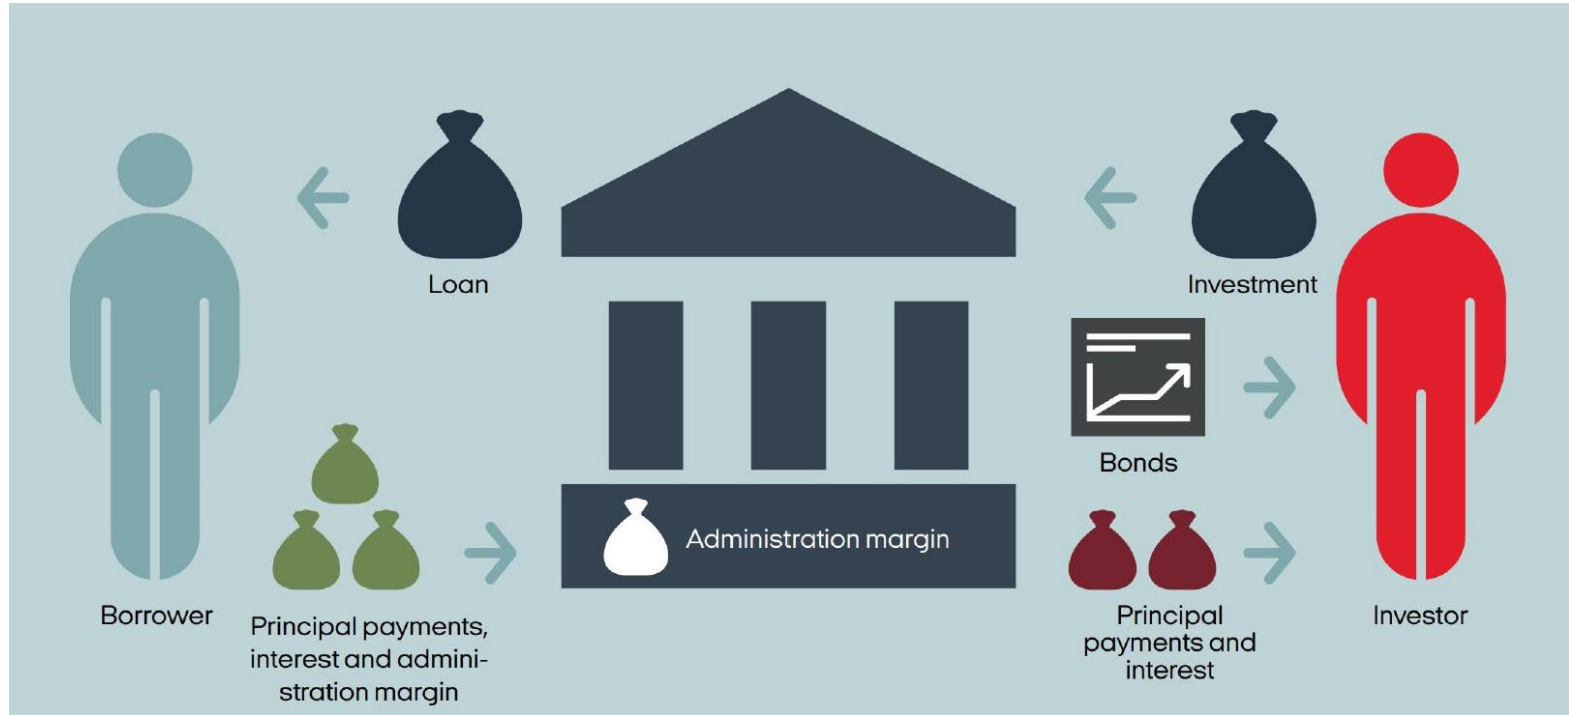 Loan
Investment
Bonds
Administration margin
Borrower
Principal payments,
interest and admini-
stration margin
Principal
payments and
interest
Investor